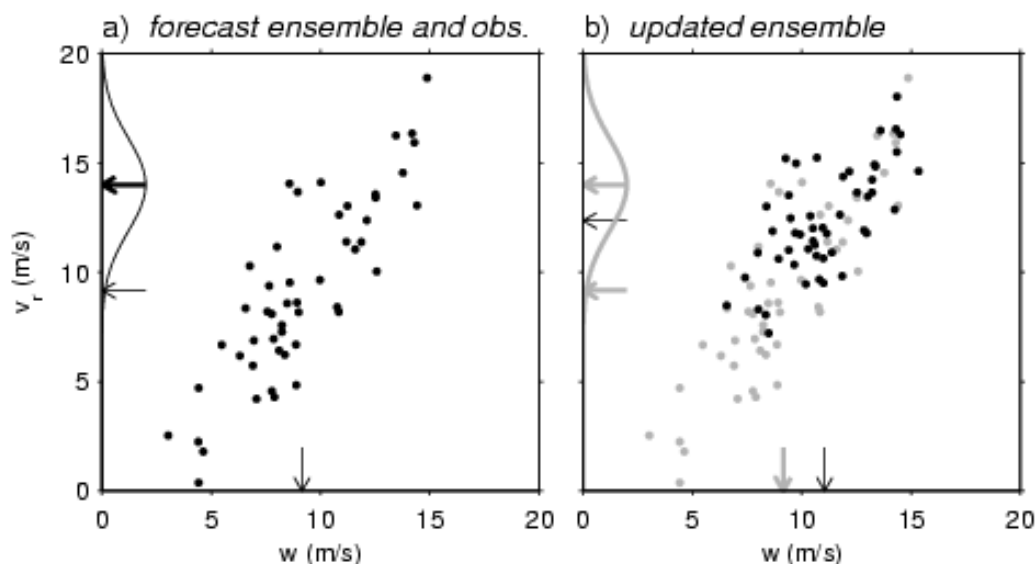 a) forecast ensemble and obs.
20
15
10
5
0
v_r (m/s)
0 5 10 15 20
w (m/s)
b) updated ensemble
0 5 10 15 20
w (m/s)